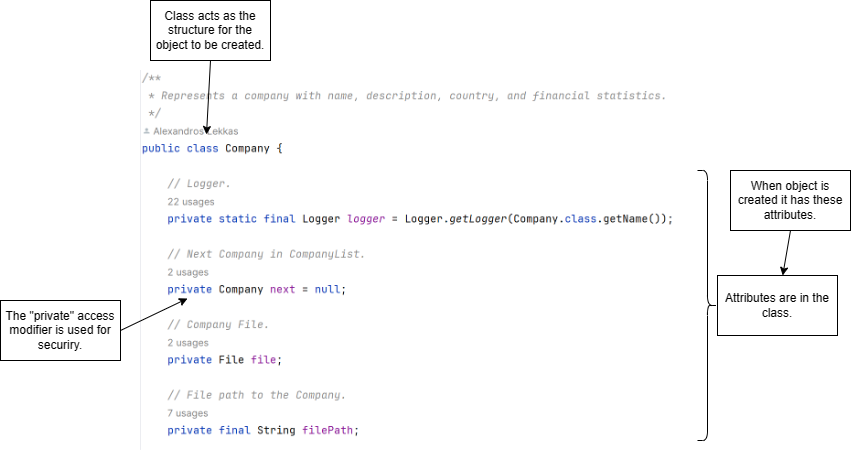 Class acts as the
structure for the
object to be created.
/**
* Represents a company with name, description, country, and financial statistics.
*/
Alexandros Lekkas
public class Company {
// Logger.
22 usages
private static final Logger logger = Logger.getLogger(Company.class.getName());
// Next Company in CompanyList.
2 usages
private Company next = null;
// Company File.
2 usages
private File file;
// File path to the Company.
7 usages
private final String filePath;
The "private" access
modifier is used for
securiry.
When object is
created it has these
attributes.
Attributes are in the
class.